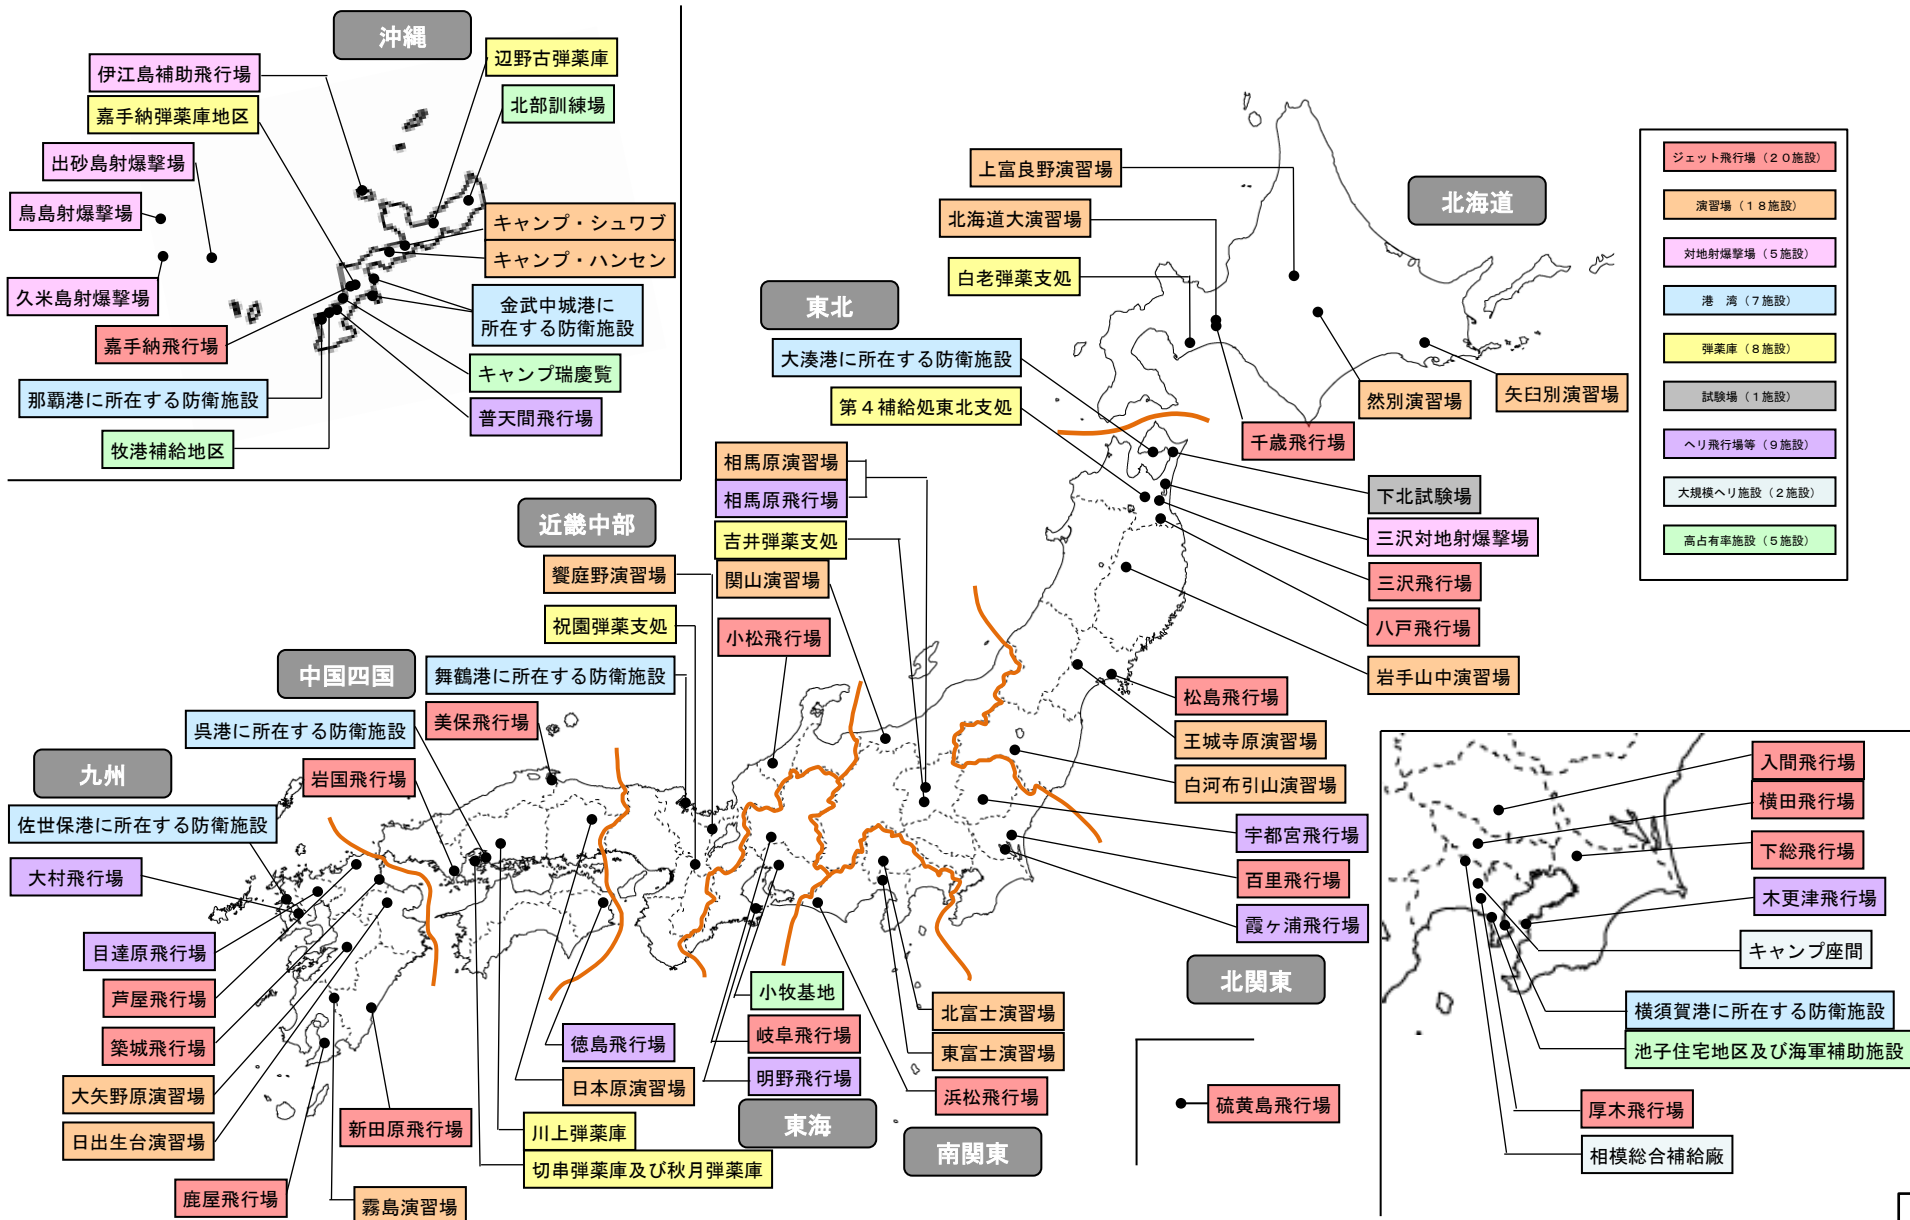 沖縄
伊江島補助飛行場
嘉手納弾薬庫地区
出砂島射爆撃場
鳥島射爆撃場
久米島射爆撃場
嘉手納飛行場
那覇港に所在する防衛施設
牧港補給地区
辺野古弾薬庫
北部訓練場
キャンプ・シュワブ
キャンプ・ハンセン
金武中城港に
所在する防衛施設
キャンプ瑞慶覧
普天間飛行場
北海道
上富良野演習場
北海道大演習場
白老弾薬支処
然別演習場
矢臼別演習場
千歳飛行場
ジェット飛行場（２０施設）
演習場（１８施設）
対地射爆撃場（５施設）
港　湾（７施設）
弾薬庫（８施設）
試験場（１施設）
ヘリ飛行場等（９施設）
大規模ヘリ施設（２施設）
高占有率施設（５施設）
東北
大湊港に所在する防衛施設
第４補給処東北支処
下北試験場
三沢対地射爆撃場
三沢飛行場
八戸飛行場
岩手山中演習場
松島飛行場
王城寺原演習場
白河布引山演習場
相馬原演習場
相馬原飛行場
吉井弾薬支処
関山演習場
宇都宮飛行場
百里飛行場
霞ヶ浦飛行場
北関東
硫黄島飛行場
近畿中部
饗庭野演習場
祝園弾薬支処
小松飛行場
舞鶴港に所在する防衛施設
中国四国
呉港に所在する防衛施設
美保飛行場
岩国飛行場
徳島飛行場
日本原演習場
川上弾薬庫
切串弾薬庫及び秋月弾薬庫
九州
佐世保港に所在する防衛施設
大村飛行場
目達原飛行場
芦屋飛行場
築城飛行場
大矢野原演習場
日出生台演習場
鹿屋飛行場
新田原飛行場
霧島演習場
小牧基地
岐阜飛行場
明野飛行場
東海
北富士演習場
東富士演習場
浜松飛行場
南関東
入間飛行場
横田飛行場
下総飛行場
木更津飛行場
キャンプ座間
横須賀港に所在する防衛施設
池子住宅地区及び海軍補助施設
厚木飛行場
相模総合補給廠